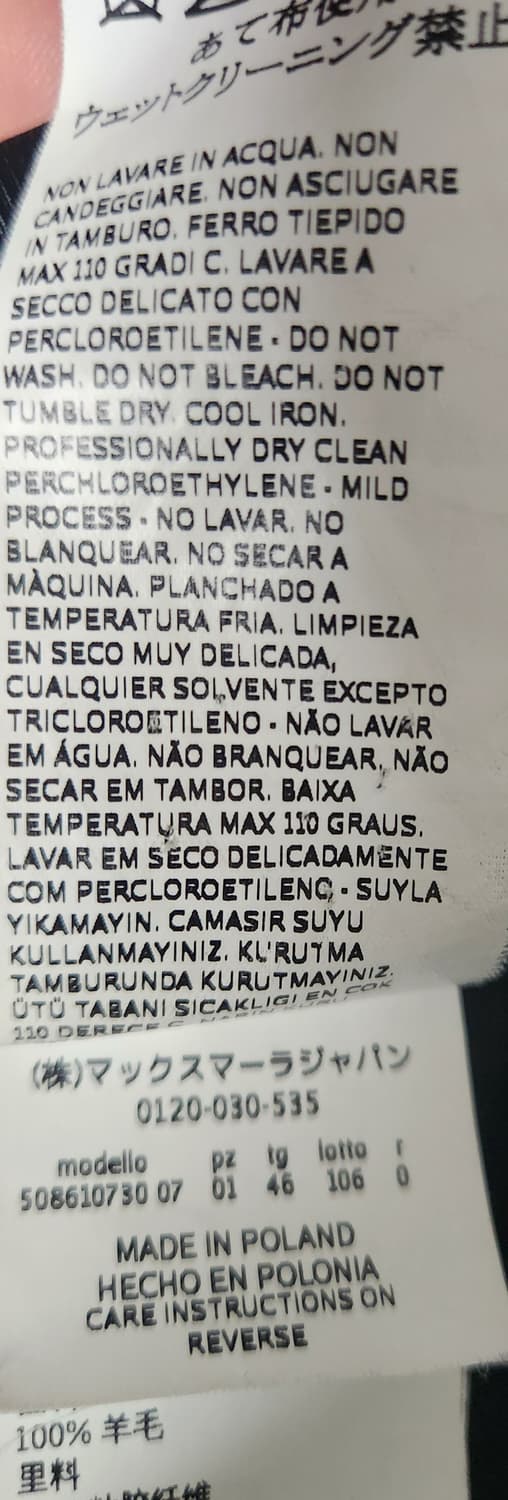 あて布使用
ウェットクリーニング禁止
NON LAVARE IN ACQUA. NON
CANDEGGIARE. NON ASCIUGARE
IN TAMBURO. FERRO TIEPIDO
MAX 110 GRADI C. LAVARE A
SECCO DELICATO CON
PERCLOROETILENE - DO NOT
WASH. DO NOT BLEACH. DO NOT
TUMBLE DRY. COOL IRON.
PROFESSIONALLY DRY CLEAN
PERCHLOROETHYLENE - MILD
PROCESS - NO LAVAR. NO
BLANQUEAR. NO SECAR A
MÀQUINA. PLANCHADO A
TEMPERATURA FRIA. LIMPIEZA
EN SECO MUY DELICADA,
CUALQUIER SOLVENTE EXCEPTO
TRICLOROETILENO - NÃO LAVAR
EM ÁGUA. NÃO BRANQUEAR, NÃO
SECAR EM TAMBOR. BAIXA
TEMPERATURA MAX 110 GRAUS.
LAVAR EM SECO DELICADAMENTE
COM PERCLOROETILENO - SUYLA
YIKAMAYIN. CAMASIR SUYU
KULLANMAYINIZ. KURUTMA
TAMBURUNDA KURUTMAYINIZ.
ÜTÜ TABANI SICAKLIGI EN COK
110 DERECE C.
(株)マックスマーラジャパン
0120-030-535
modello pz tg lotto r
508610730 07 01 46 106 0
MADE IN POLAND
HECHO EN POLONIA
CARE INSTRUCTIONS ON
REVERSE
100% 羊毛
里料